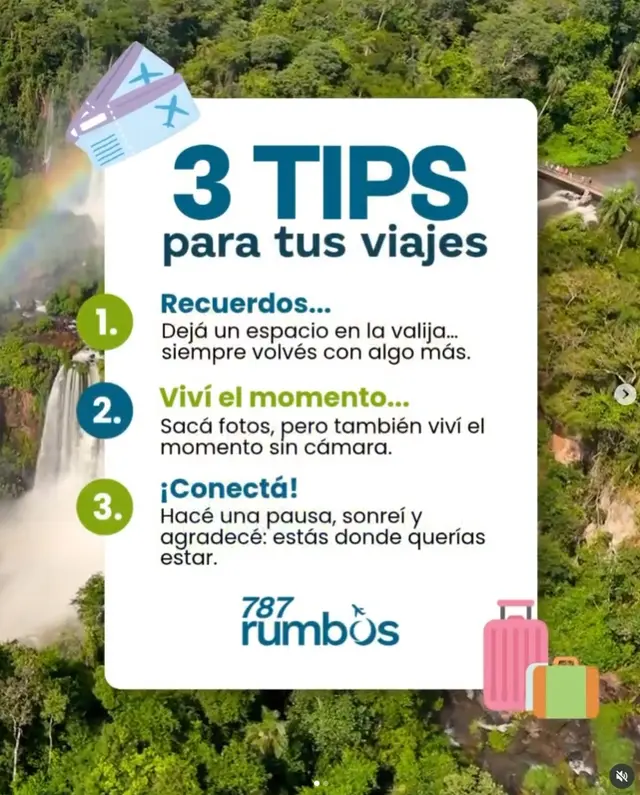 3 TIPS
para tus viajes
1.
Recuerdos...
Dejá un espacio en la valija...
siempre volvés con algo más.
2.
Viví el momento...
Sacá fotos, pero también viví el
momento sin cámara.
3.
¡Conectá!
Hacé una pausa, sonreí y
agradecé: estás donde querías
estar.
787
rumbos